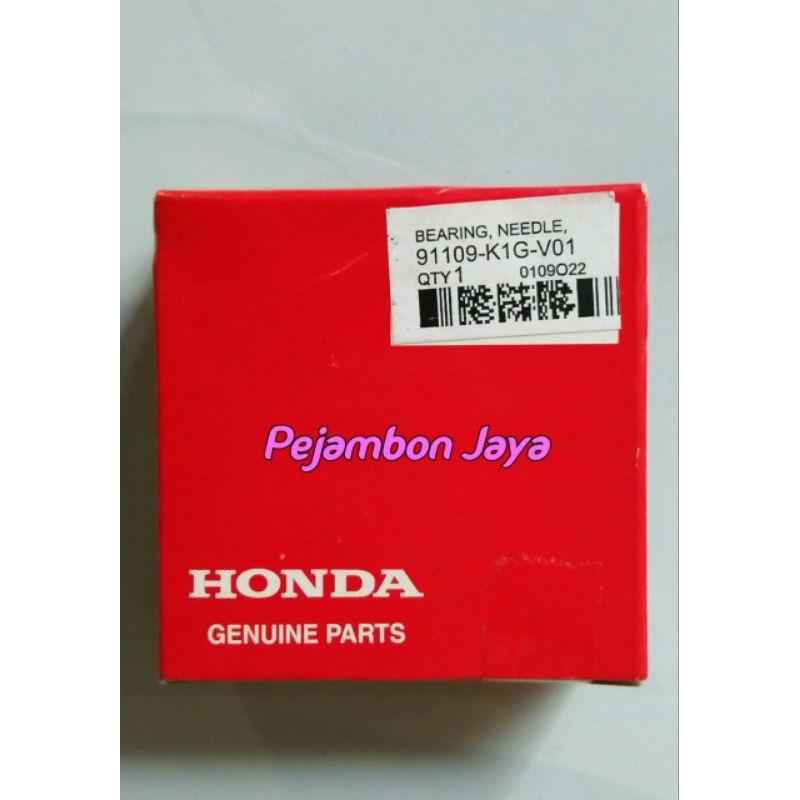 BEARING, NEEDLE,
91109-K1G-V01
QTY 1 0109O22
Pejambon Jaya
HONDA
GENUINE PARTS